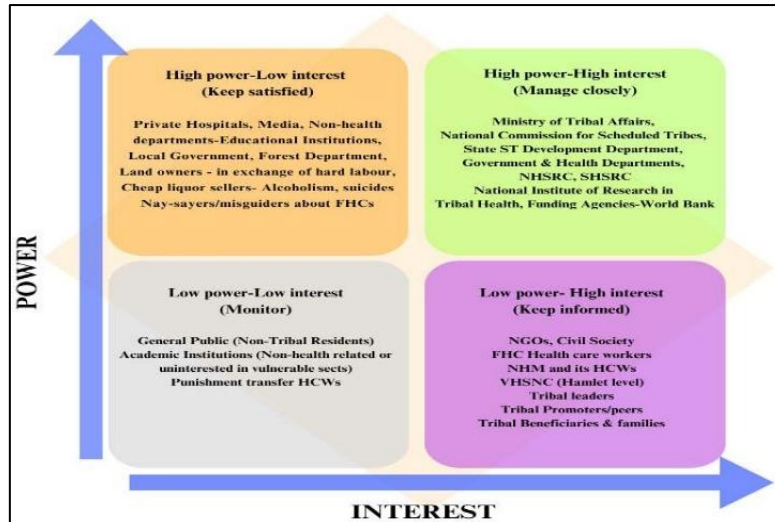 High power-Low interest
(Keep satisfied)
Private Hospitals, Media, Non-health
departments-Educational Institutions,
Local Government, Forest Department,
Land owners - in exchange of hard labour,
Cheap liquor sellers- Alcoholism, suicides
Nay-sayers/misguiders about FHCs
High power-High interest
(Manage closely)
Ministry of Tribal Affairs,
National Commission for Scheduled Tribes,
State ST Development Department,
Government & Health Departments,
NHSRC, SHSRC
National Institute of Research in
Tribal Health, Funding Agencies-World Bank
POWER
Low power-Low interest
(Monitor)
General Public (Non-Tribal Residents)
Academic Institutions (Non-health related or
uninterested in vulnerable sects)
Punishment transfer HCWs
Low power- High interest
(Keep informed)
NGOs, Civil Society
FHC Health care workers
NHM and its HCWs
VHSNC (Hamlet level)
Tribal leaders
Tribal Promoters/peers
Tribal Beneficiaries & families
INTEREST